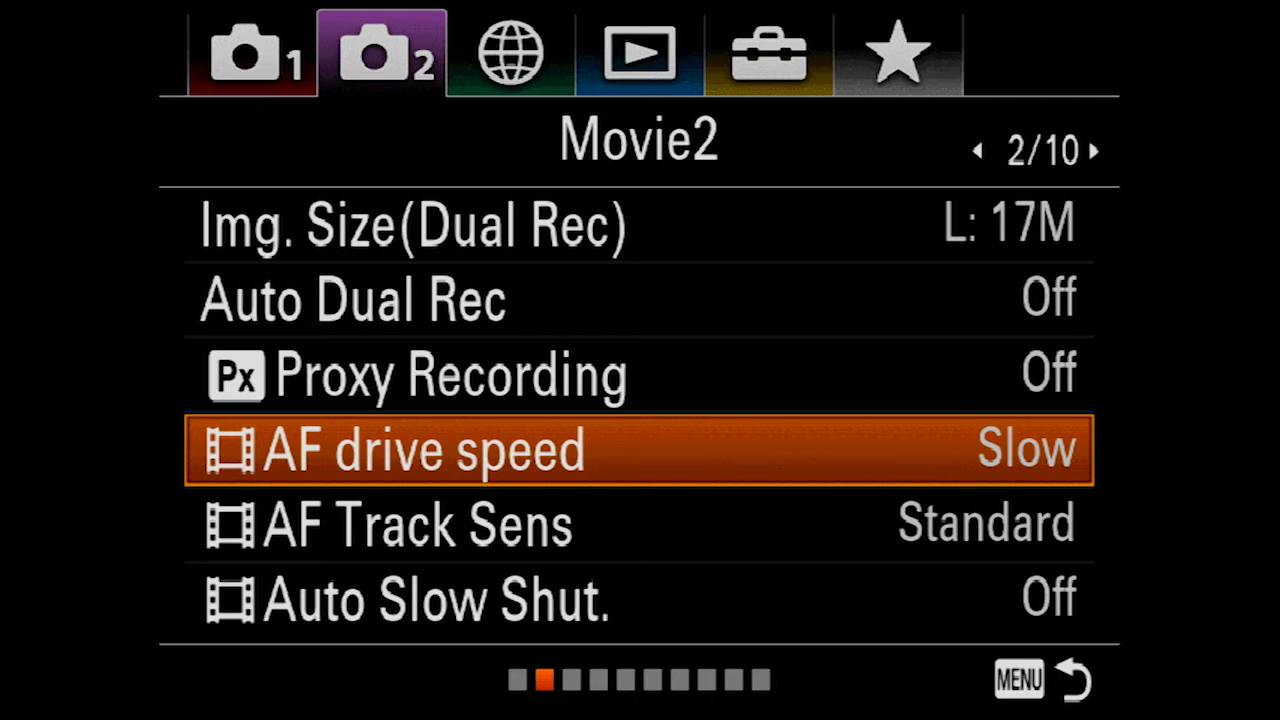 1
2
Movie2
2/10
Img. Size(Dual Rec) L: 17M
Auto Dual Rec Off
Px Proxy Recording Off
AF drive speed Slow
AF Track Sens Standard
Auto Slow Shut. Off
MENU